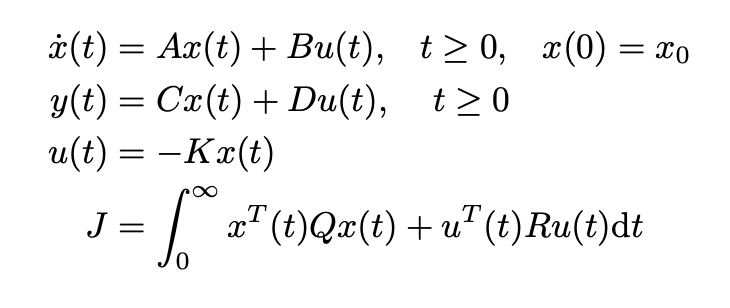 ẋ(t) = Ax(t) + Bu(t), t ≥ 0, x(0) = x₀
y(t) = Cx(t) + Du(t), t ≥ 0
u(t) = −Kx(t)
J = ∫₀^∞ xᵀ(t)Qx(t) + uᵀ(t)Ru(t)dt